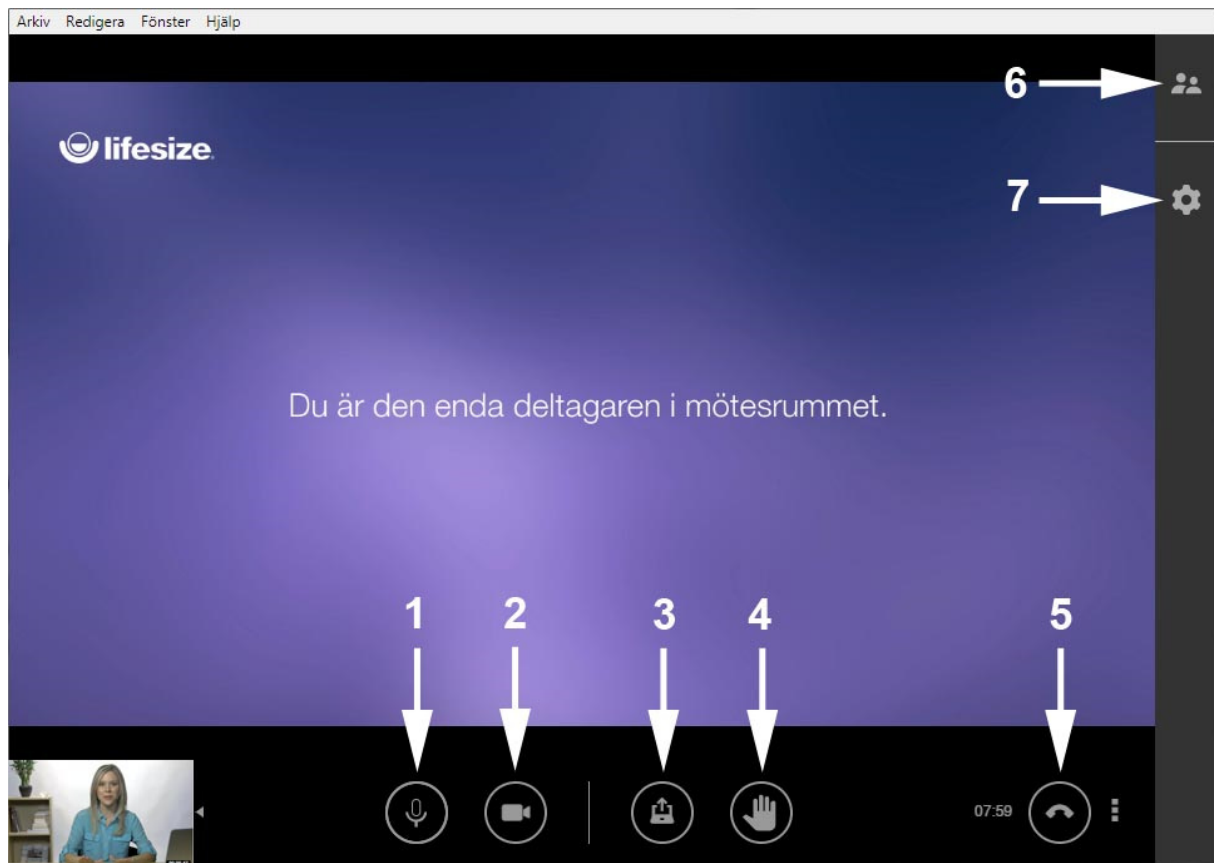 Arkiv Redigera Fönster Hjälp
6
lifesize
7
Du är den enda deltagaren i mötesrummet.
1 2 3 4 5
07:59